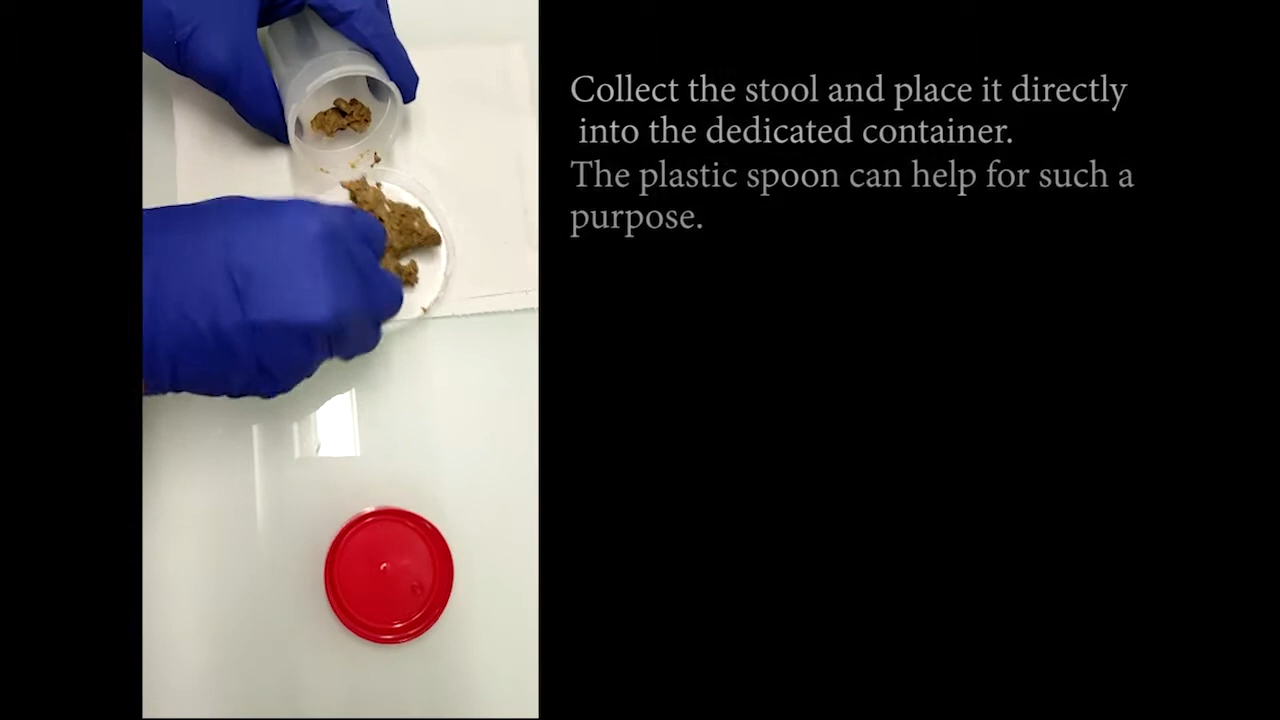 Collect the stool and place it directly
into the dedicated container.
The plastic spoon can help for such a
purpose.